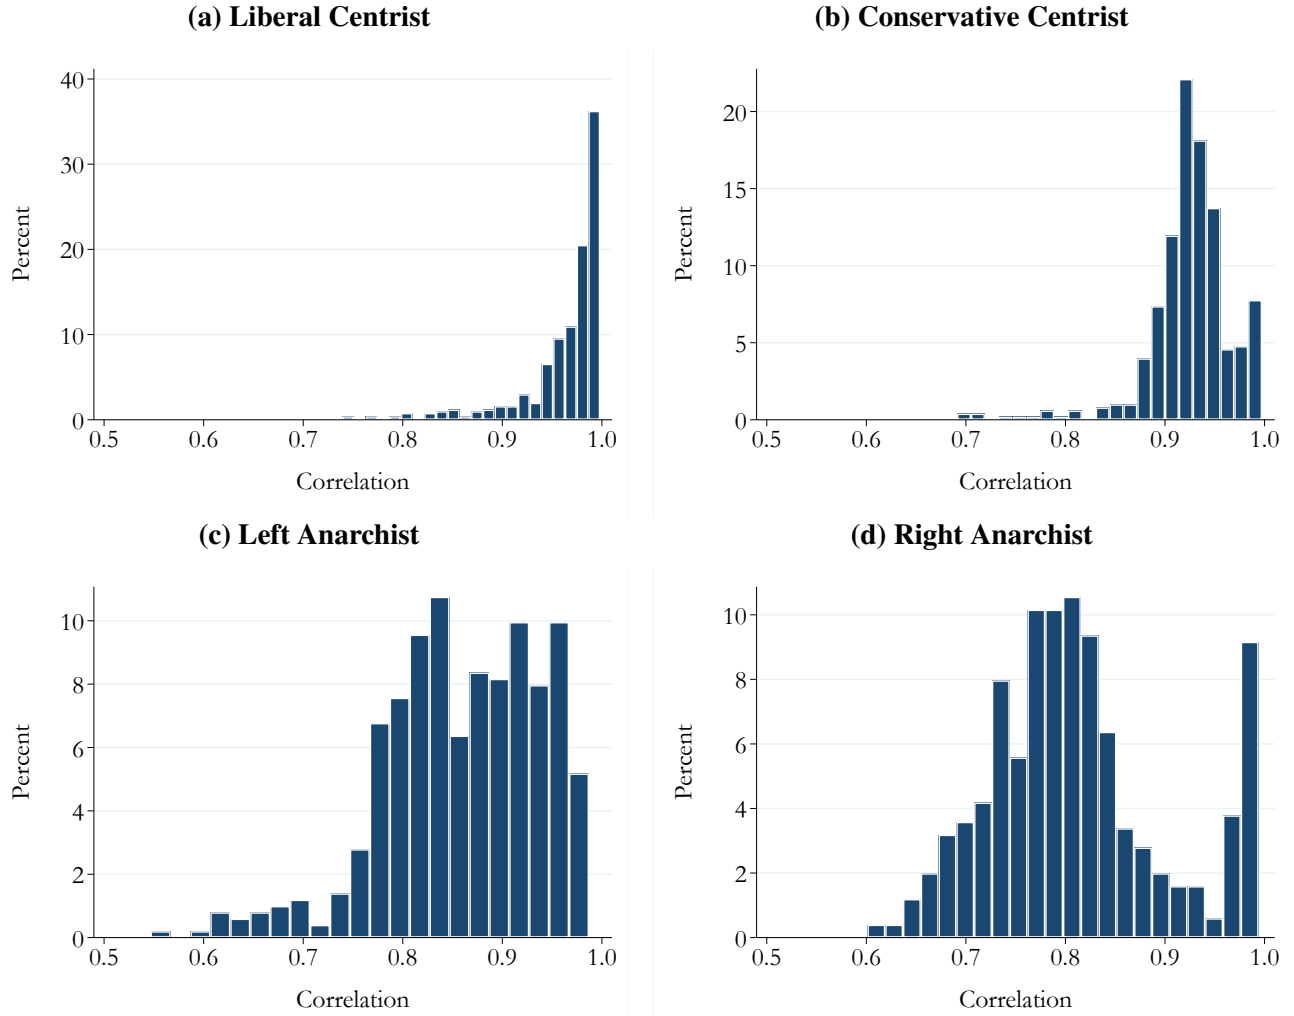 (a) Liberal Centrist
40
30
20
10
0
Percent
0.5 0.6 0.7 0.8 0.9 1.0
Correlation
(b) Conservative Centrist
20
15
10
5
0
Percent
0.5 0.6 0.7 0.8 0.9 1.0
Correlation
(c) Left Anarchist
10
8
6
4
2
0
Percent
0.5 0.6 0.7 0.8 0.9 1.0
Correlation
(d) Right Anarchist
10
8
6
4
2
0
Percent
0.5 0.6 0.7 0.8 0.9 1.0
Correlation